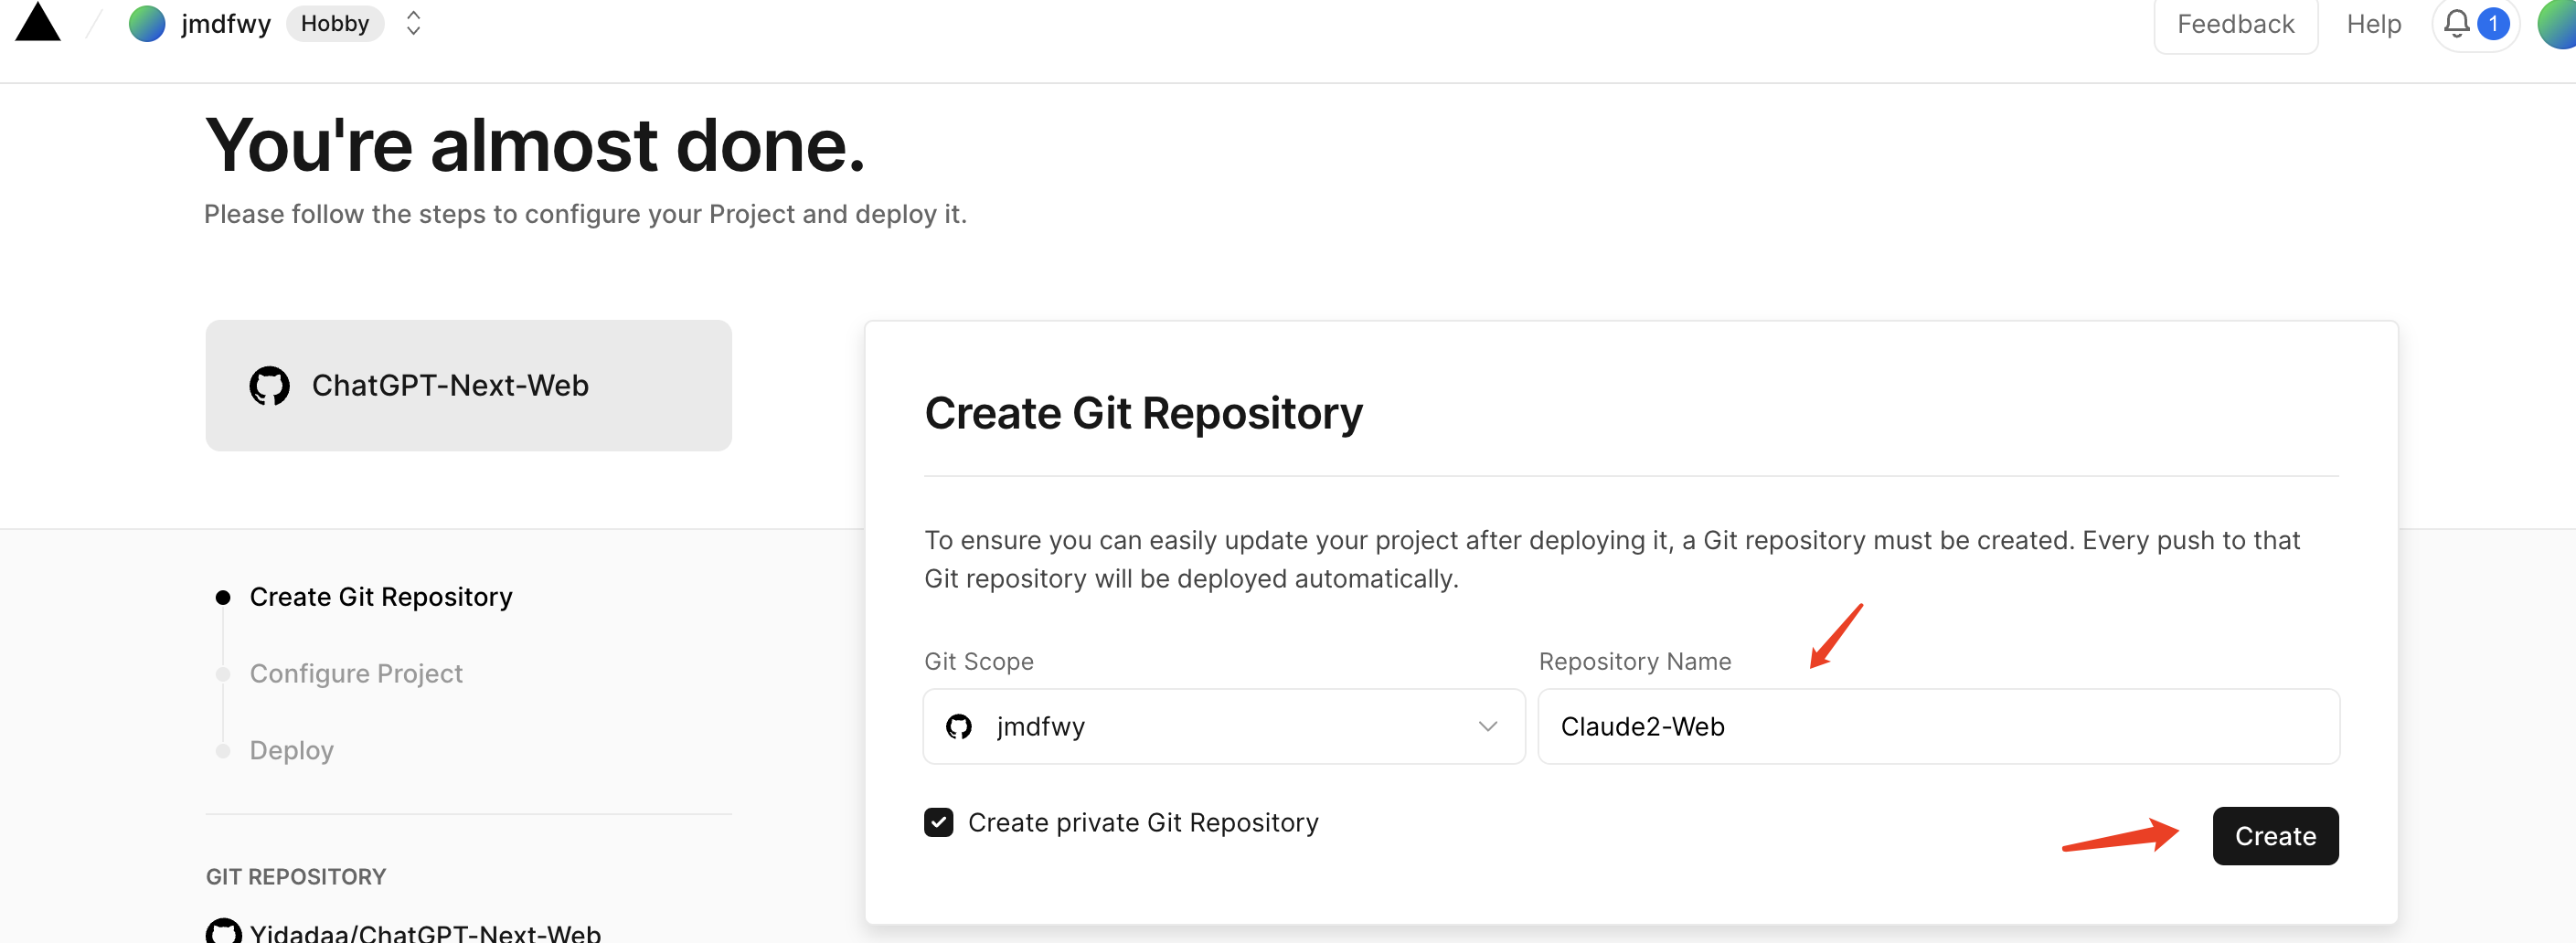 jmdfwy Hobby
Feedback Help 1
You're almost done.
Please follow the steps to configure your Project and deploy it.
ChatGPT-Next-Web
Create Git Repository
Configure Project
Deploy
GIT REPOSITORY
Yidadaa/ChatGPT-Next-Web
Create Git Repository
To ensure you can easily update your project after deploying it, a Git repository must be created. Every push to that
Git repository will be deployed automatically.
Git Scope
jmdfwy
Repository Name
Claude2-Web
Create private Git Repository
Create